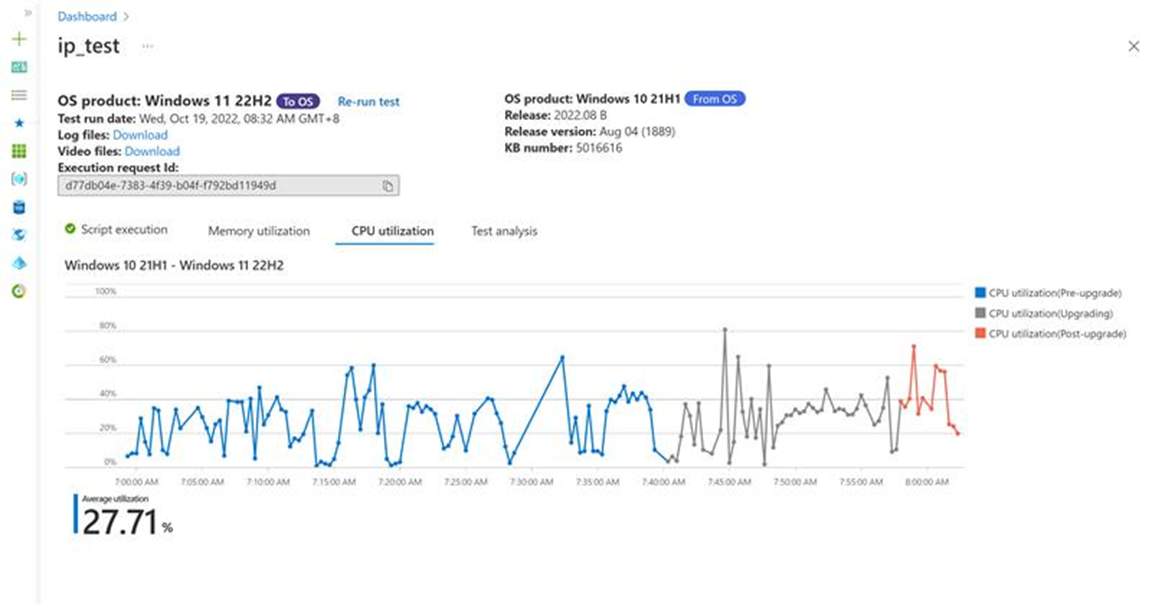 Dashboard
ip_test
OS product: Windows 11 22H2 To OS Re-run test
Test run date: Wed, Oct 19, 2022, 08:32 AM GMT+8
Log files: Download
Video files: Download
Execution request Id:
d77db04e-7383-4f39-b04f-f792bd11949d
OS product: Windows 10 21H1 From OS
Release: 2022.08 B
Release version: Aug 04 (1889)
KB number: 5016616
Script execution Memory utilization CPU utilization Test analysis
Windows 10 21H1 - Windows 11 22H2
100%
80%
60%
40%
20%
0%
7:00:00 AM 7:05:00 AM 7:10:00 AM 7:15:00 AM 7:20:00 AM 7:25:00 AM 7:30:00 AM 7:35:00 AM 7:40:00 AM 7:45:00 AM 7:50:00 AM 7:55:00 AM 8:00:00 AM
CPU utilization(Pre-upgrade)
CPU utilization(Upgrading)
CPU utilization(Post-upgrade)
Average utilization
27.71 %